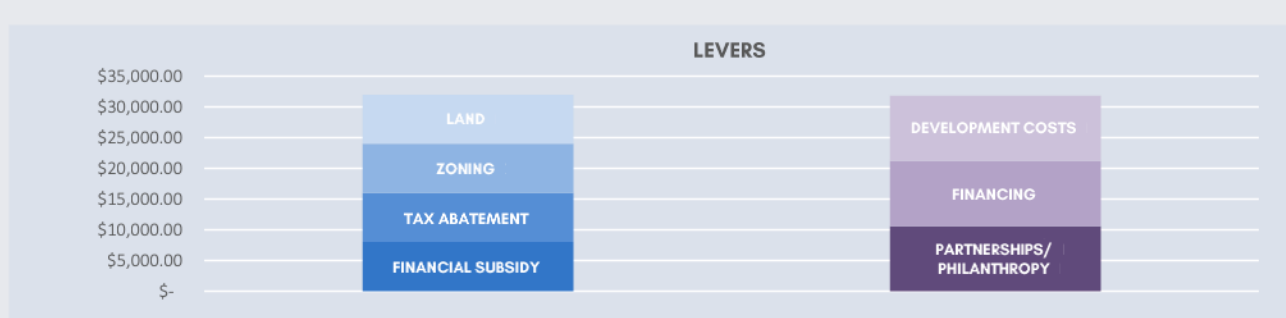 LEVERS
$35,000.00
$30,000.00
$25,000.00
$20,000.00
$15,000.00
$10,000.00
$5,000.00
$-
LAND
ZONING
TAX ABATEMENT
FINANCIAL SUBSIDY
DEVELOPMENT COSTS
FINANCING
PARTNERSHIPS/
PHILANTHROPY